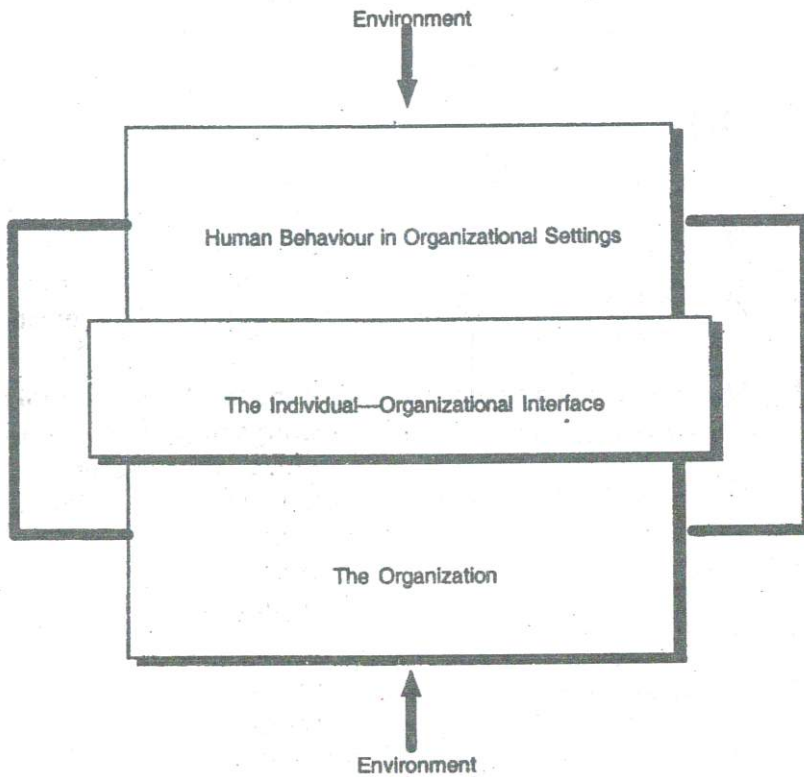 Environment
Human Behaviour in Organizational Settings
The Individual—Organizational Interface
The Organization
Environment